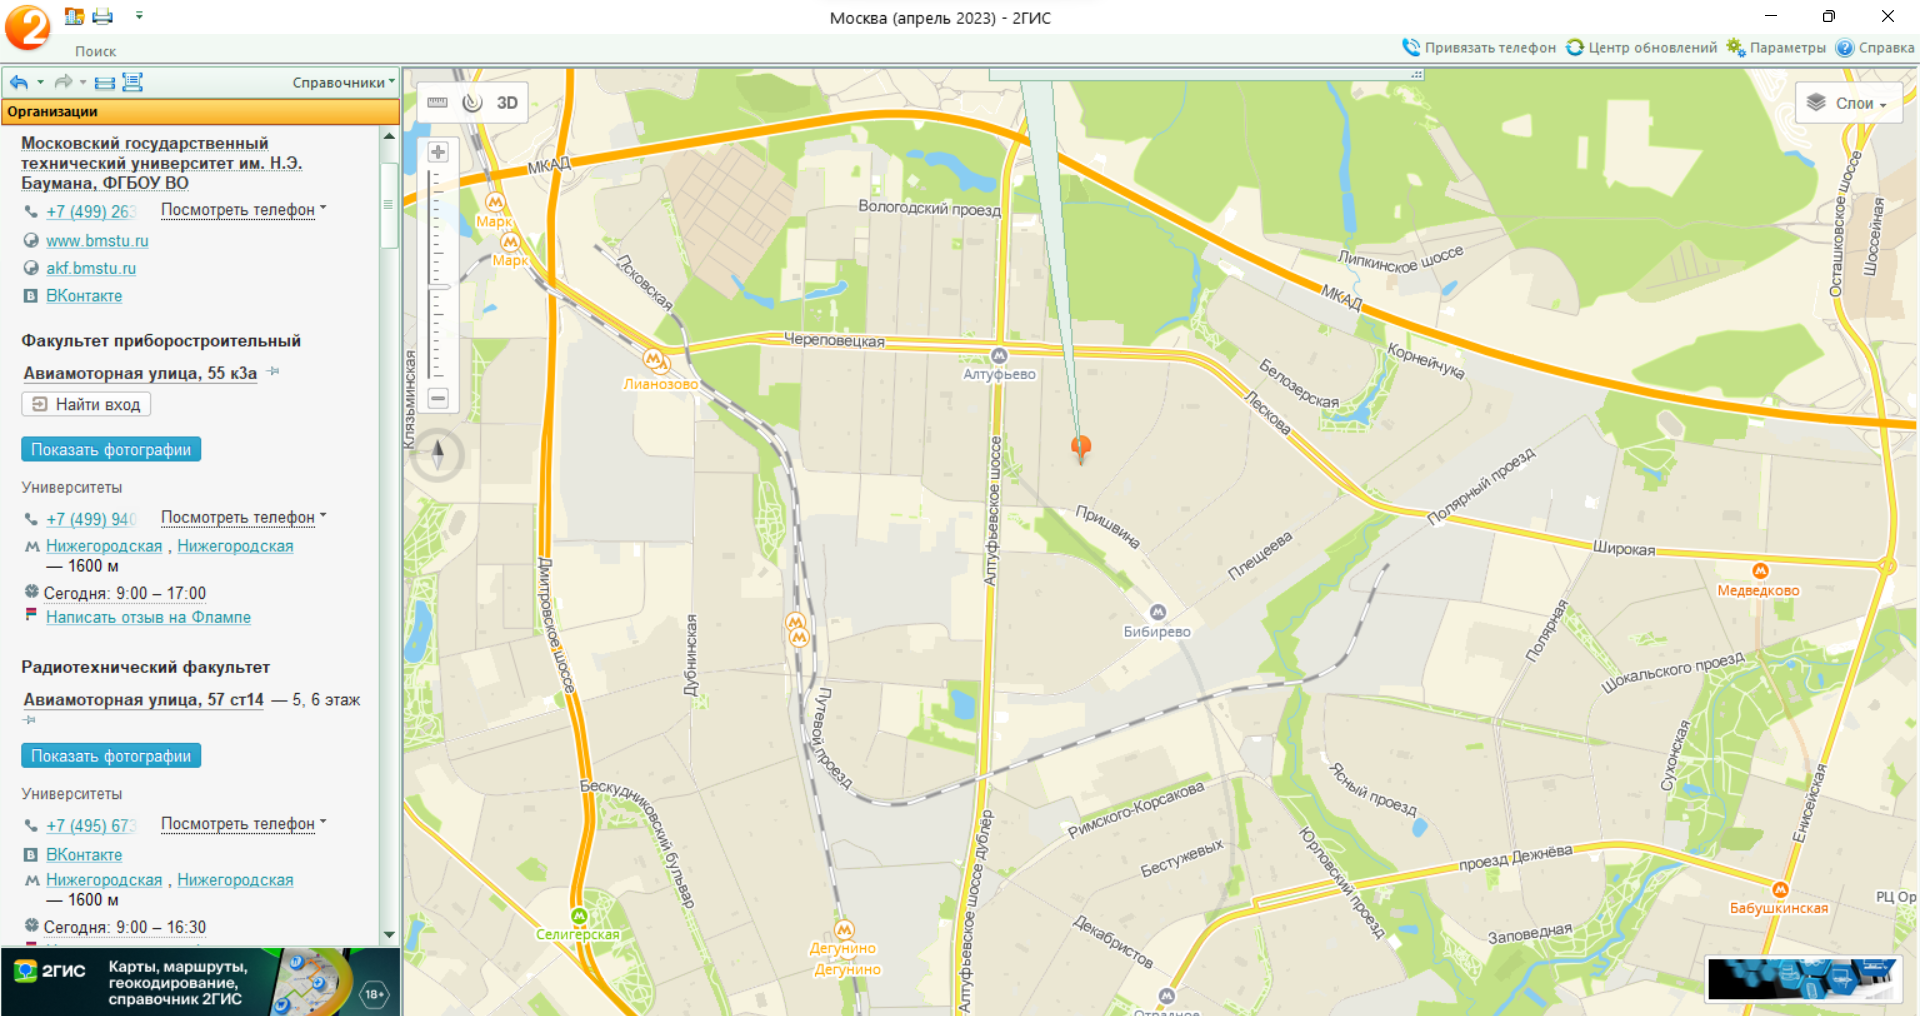 Москва (апрель 2023) - 2ГИС
Поиск
Привязать телефон
Центр обновлений
Параметры
Справка
Справочники
Организации
Московский государственный
технический университет им. Н.Э.
Баумана, ФГБОУ ВО
+7 (499) 263
Посмотреть телефон
www.bmstu.ru
akf.bmstu.ru
ВКонтакте
Факультет приборостроительный
Авиамоторная улица, 55 к3а
Найти вход
Показать фотографии
Университеты
+7 (499) 940
Посмотреть телефон
Нижегородская , Нижегородская
— 1600 м
Сегодня: 9:00 – 17:00
Написать отзыв на Флампе
Радиотехнический факультет
Авиамоторная улица, 57 ст14 — 5, 6 этаж
Показать фотографии
Университеты
+7 (495) 673
Посмотреть телефон
ВКонтакте
Нижегородская , Нижегородская
— 1600 м
Сегодня: 9:00 – 16:30
2ГИС
Карты, маршруты,
геокодирование,
справочник 2ГИС
18+
3D
Слои
МКАД
Марк
Марк
Вологодский проезд
Псковская
Липкинское шоссе
МКАД
Осташковское шоссе
Шоссейная
Череповецкая
Алтуфьево
Лианозово
Клязьминская
Корнейчука
Белозерская
Лескова
Алтуфьевское шоссе
Полярный проезд
Пришвина
Плещеева
Широкая
Медведково
Бибирево
Дмитровское шоссе
Дубнинская
Полярная
Шокальского проезд
Путевой проезд
Сухонская
Ясный проезд
Енисейская
Бескудниковский бульвар
Римского-Корсакова
Бестужевых
Юрловский проезд
проезд Дежнёва
Алтуфьевское шоссе дублёр
Бабушкинская
РЦ Ор
Селигерская
Дегунино
Дегунино
Декабристов
Заповедная
Отрадное